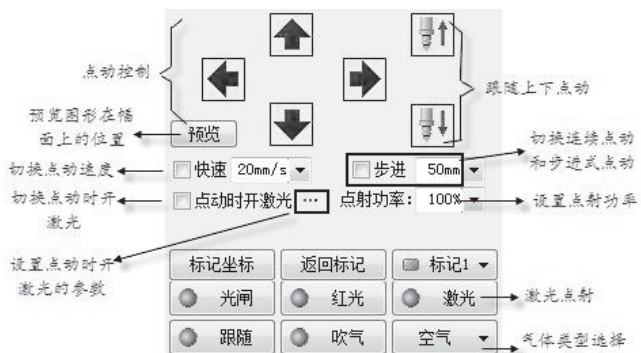 点动控制
跟随上下点动
预览图形在幅
面上的位置
预览
切换连续点动
和步进式点动
切换点动速度
快速 20mm/s
步进 50mm
切换点动时开
激光
点动时开激光 ...
点射功率: 100%
设置点射功率
设置点动时开
激光的参数
标记坐标
返回标记
标记1
光闸
红光
激光
激光点射
跟随
吹气
空气
气体类型选择